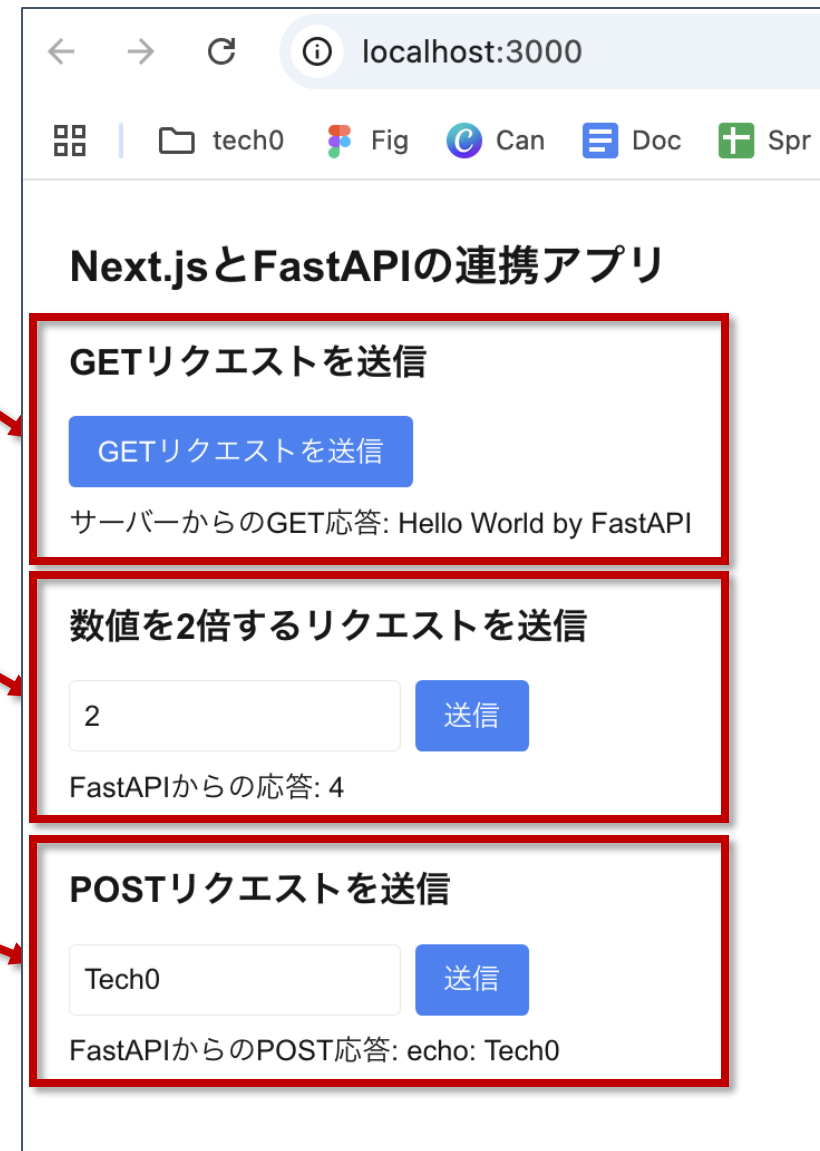 localhost:3000
tech0 Fig Can Doc Spr
Next.jsとFastAPIの連携アプリ
GETリクエストを送信
GETリクエストを送信
サーバーからのGET応答: Hello World by FastAPI
数値を2倍するリクエストを送信
2 送信
FastAPIからの応答: 4
POSTリクエストを送信
Tech0 送信
FastAPIからのPOST応答: echo: Tech0